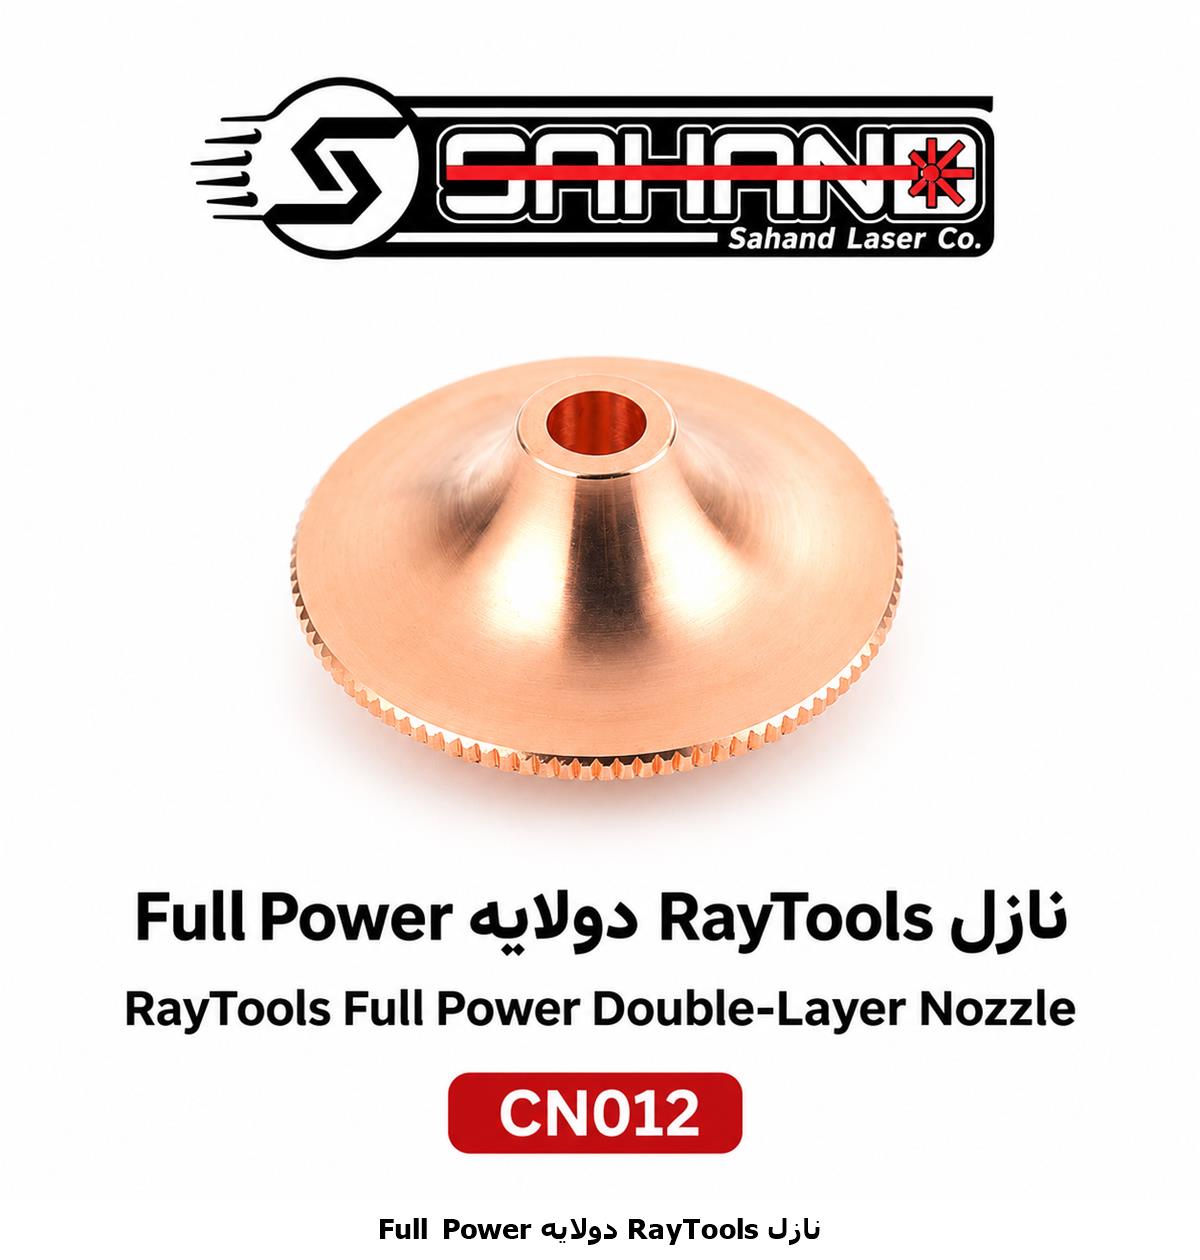 SAHAND
Sahand Laser Co.
نازل RayTools دولایه Full Power
RayTools Full Power Double-Layer Nozzle
CN012
نازل RayTools دولایه Full Power